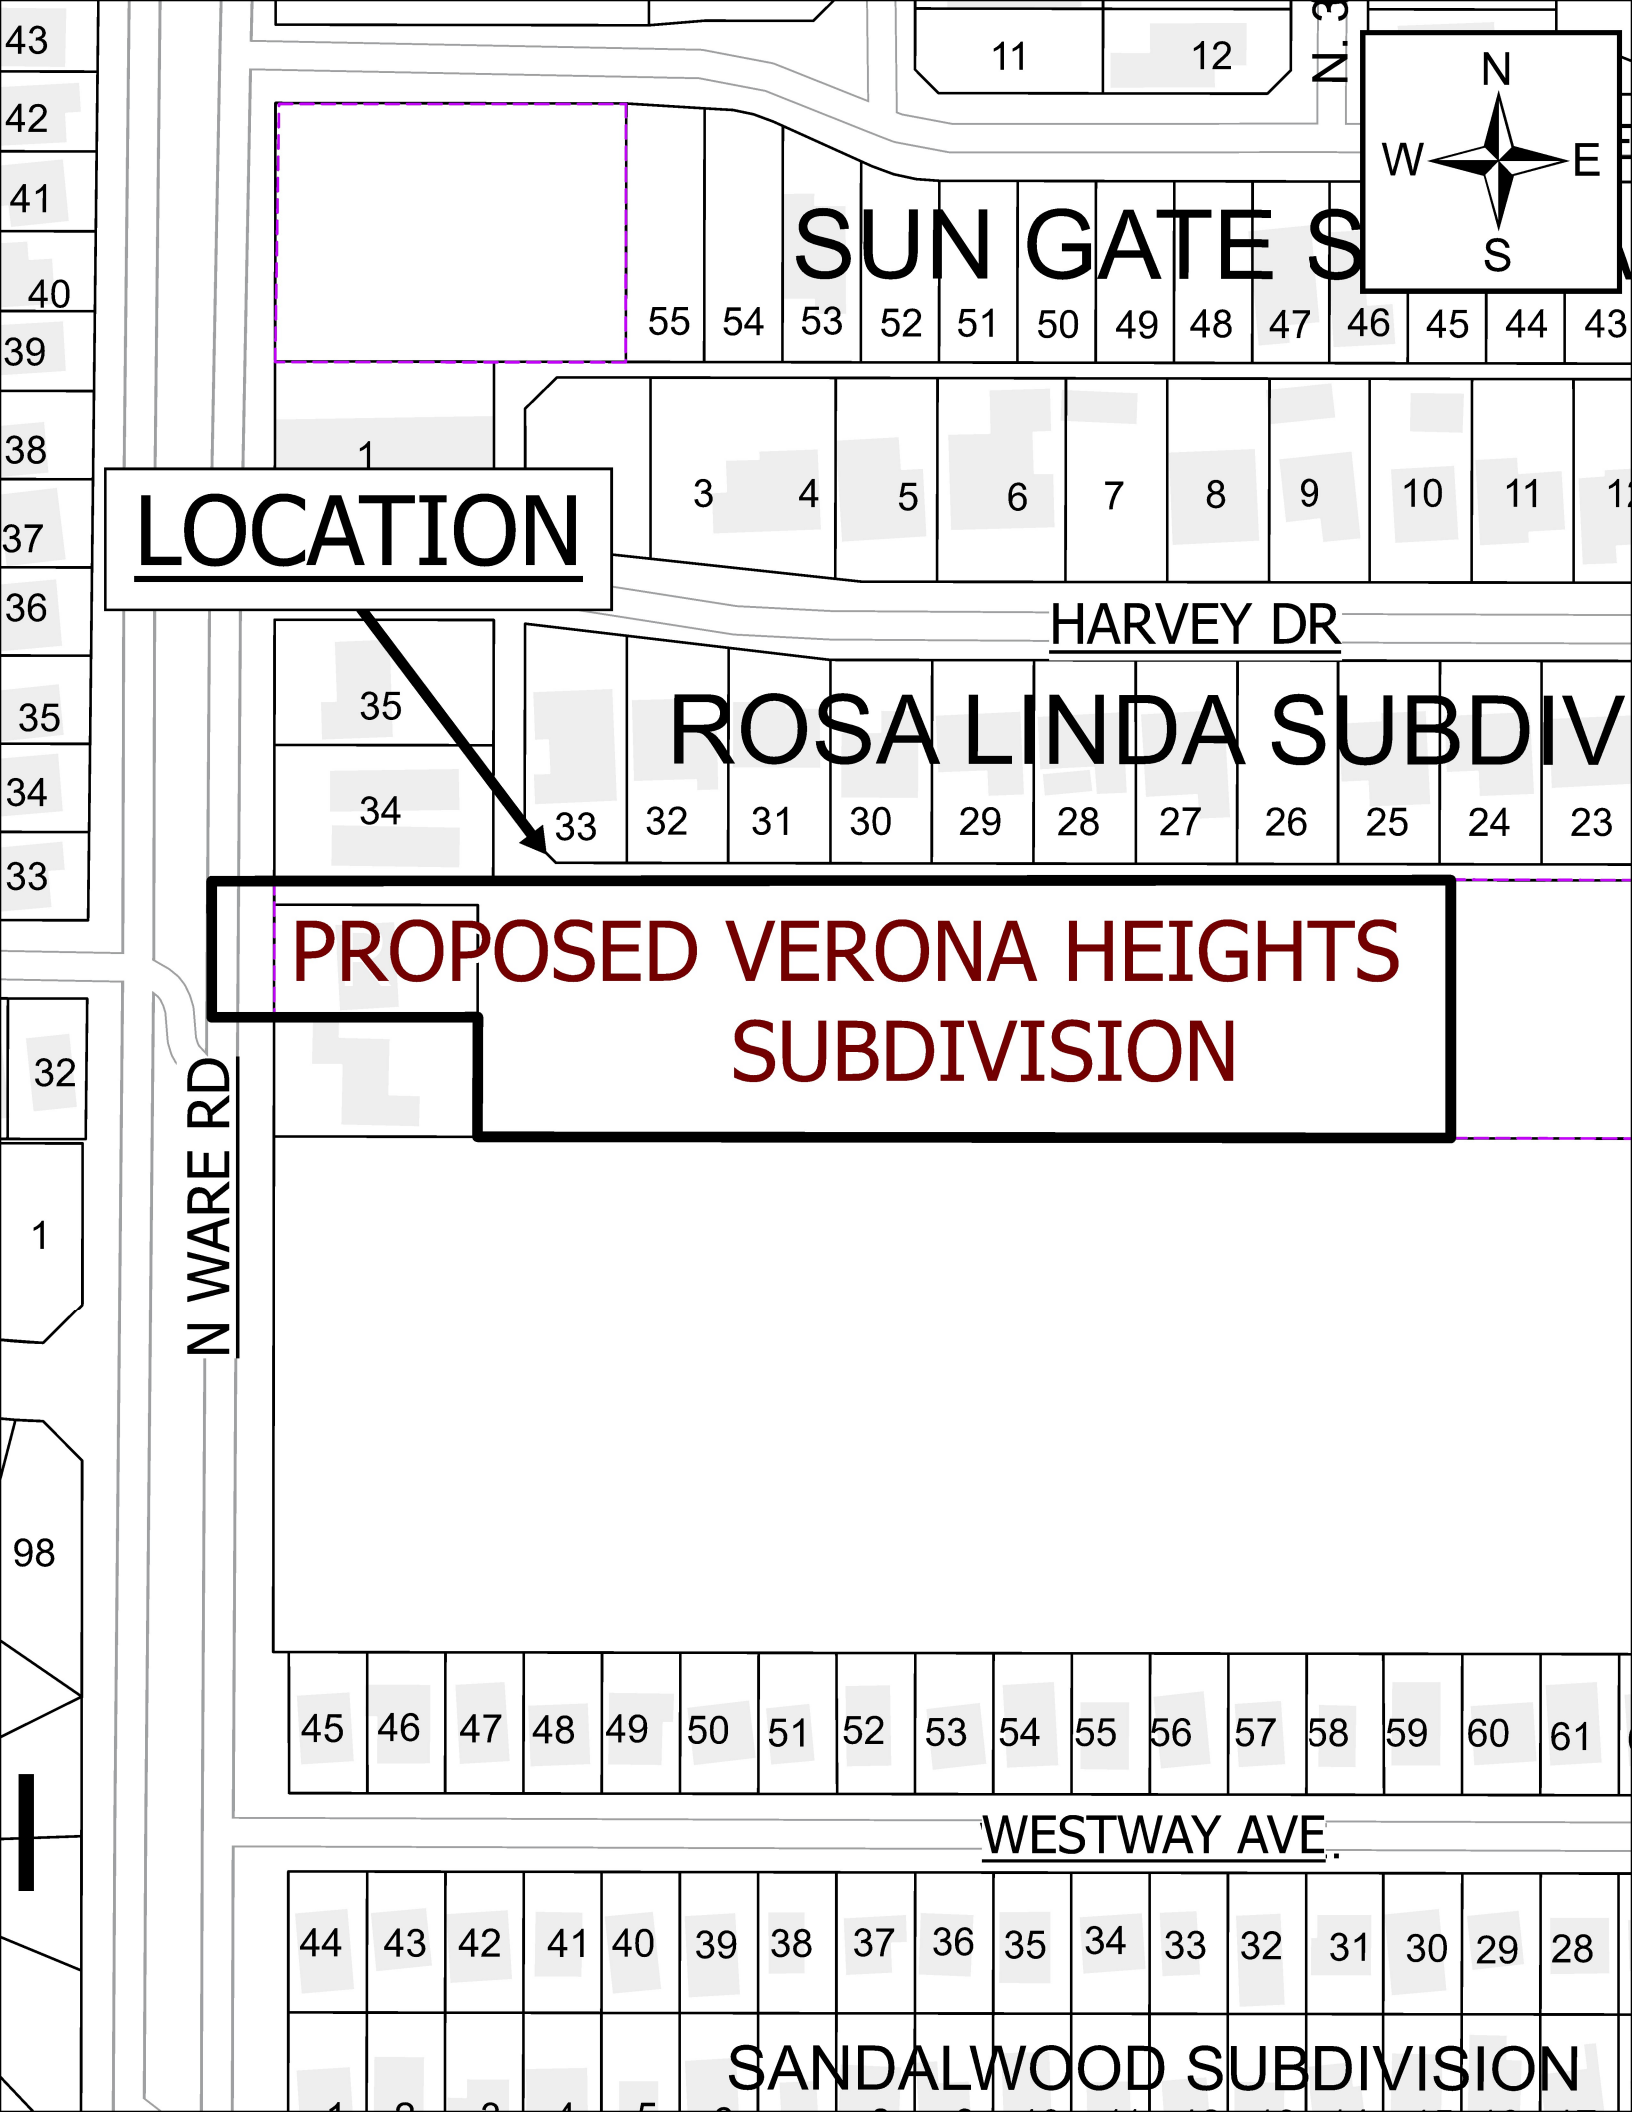 43
42
41
40
39
38
37
36
35
34
33
32
1
98
11
12
N. 3
N
W
E
S
SUN GATE S
55 54 53 52 51 50 49 48 47 46 45 44 43
1
3 4 5 6 7 8 9 10 11 12
LOCATION
HARVEY DR
35
34
ROSA LINDA SUBDIV
33 32 31 30 29 28 27 26 25 24 23
PROPOSED VERONA HEIGHTS
SUBDIVISION
N WARE RD
45 46 47 48 49 50 51 52 53 54 55 56 57 58 59 60 61
WESTWAY AVE.
44 43 42 41 40 39 38 37 36 35 34 33 32 31 30 29 28
SANDALWOOD SUBDIVISION